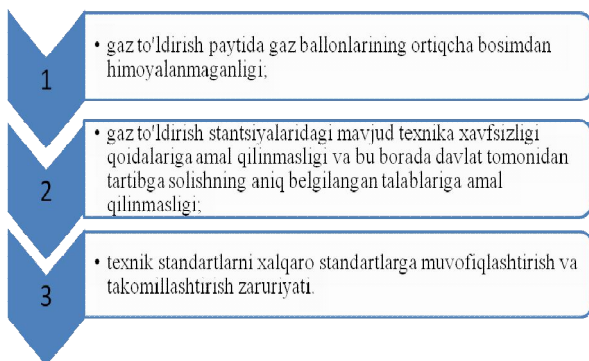 1
• gaz to'ldirish paytida gaz ballonlarining ortiqcha bosimdan
himoyalanmaganligi;
2
• gaz to'ldirish stantsiyalaridagi mavjud texnika xavfsizligi
qoidalariga amal qilinmasligi va bu borada davlat tomonidan
tartibga solishning aniq belgilangan talablariga amal
qilinmasligi;
3
• texnik standartlarni xalqaro standartlarga muvofiqlashtirish va
takomillashtirish zaruriyati.